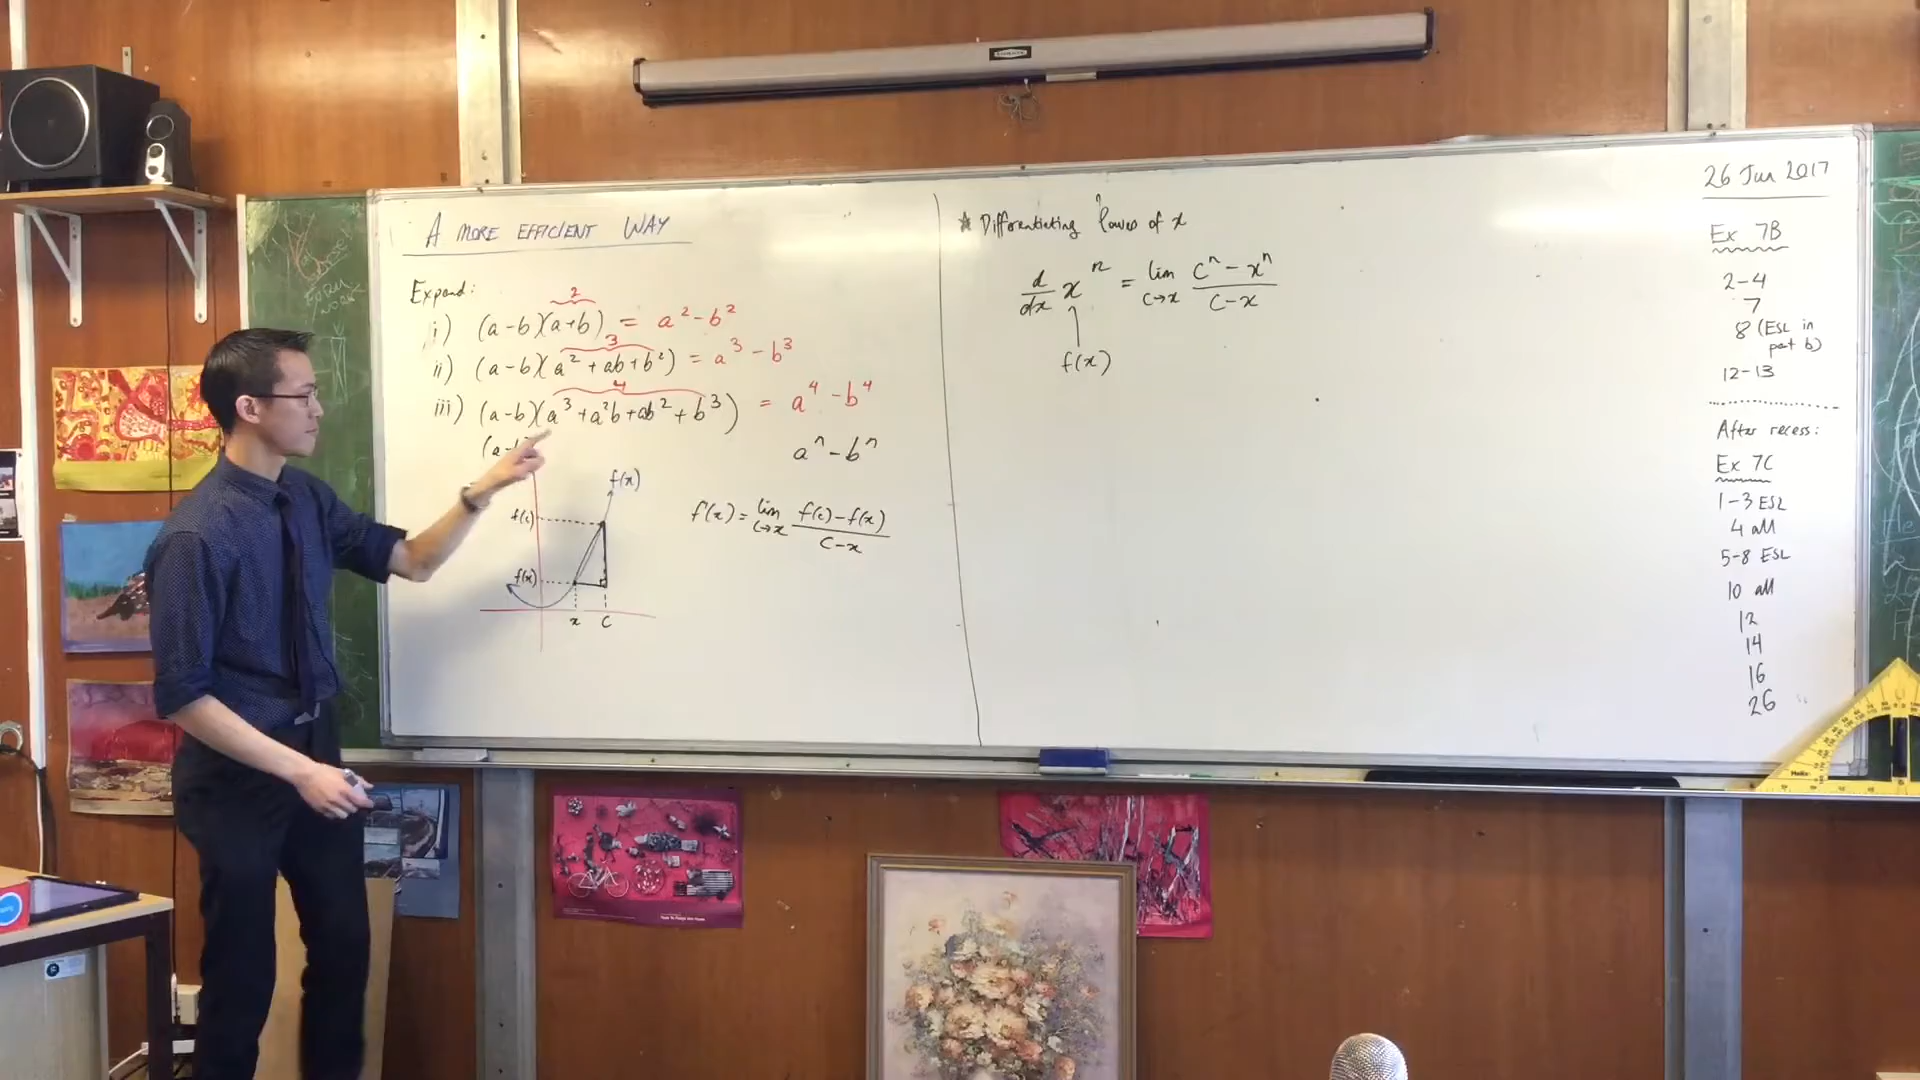 A MORE EFFICIENT WAY
Expand:
i) (a-b)(a+b) = a² - b²
2
ii) (a-b)(a² + ab + b²) = a³ - b³
3
iii) (a-b)(a³ + a²b + ab² + b³) = a⁴ - b⁴
4
(a-b
aⁿ - bⁿ
f(x)
f(c)
f(x)
x
c
f'(x) = lim c→x (f(c) - f(x))/(c-x)
* Differentiating Powers of x
d/dx xⁿ = lim c→x (cⁿ - xⁿ)/(c-x)
f(x)
26 Jun 2017
Ex 7B
2-4
7
8 (ESL in
part b)
12-13
After recess:
Ex 7C
1-3 ESL
4 all
5-8 ESL
10 all
12
14
16
26